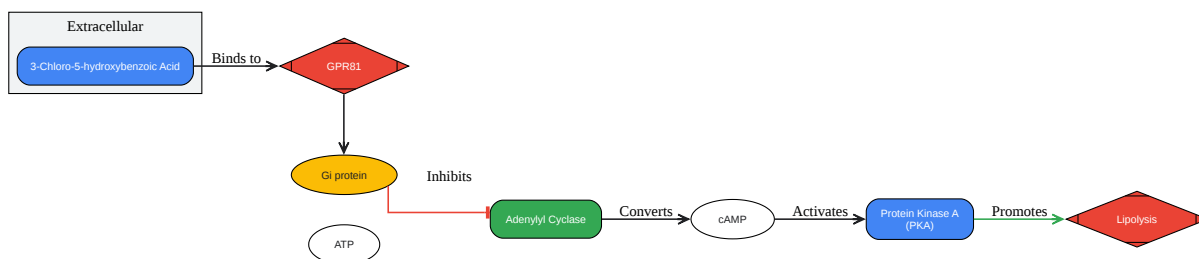 Extracellular
3-Chloro-5-hydroxybenzoic Acid
Binds to
GPR81
Gi protein
Inhibits
ATP
Adenylyl Cyclase
Converts
cAMP
Activates
Protein Kinase A
(PKA)
Promotes
Lipolysis